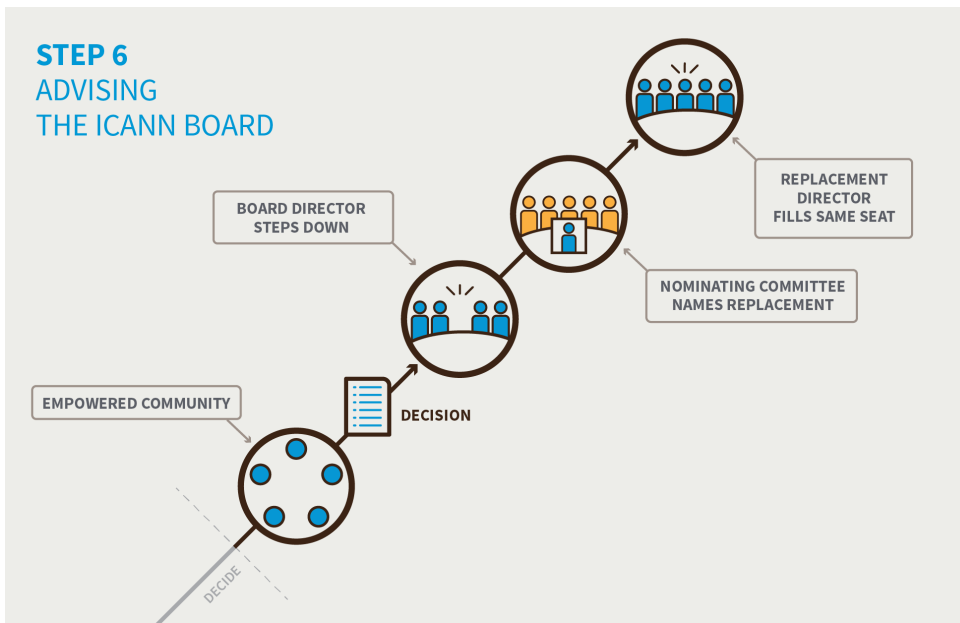 STEP 6
ADVISING
THE ICANN BOARD
REPLACEMENT
DIRECTOR
FILLS SAME SEAT
BOARD DIRECTOR
STEPS DOWN
NOMINATING COMMITTEE
NAMES REPLACEMENT
EMPOWERED COMMUNITY
DECISION
DECIDE